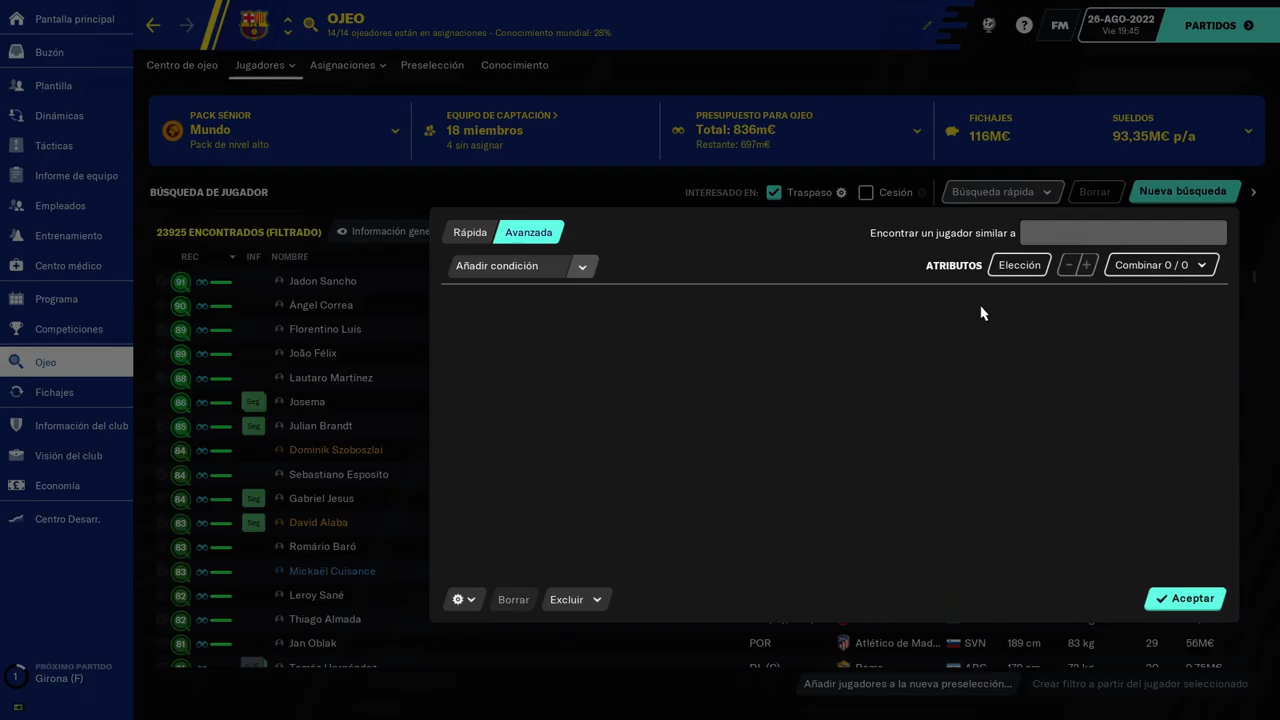 Pantalla principal
Buzón
Plantilla
Dinámicas
Tácticas
Informe de equipo
Empleados
Entrenamiento
Centro médico
Programa
Competiciones
Ojeo
Fichajes
Información del club
Visión del club
Economía
Centro Desarr.
1
PRÓXIMO PARTIDO
Girona (F)
OJEO
14/14 ojeadores están en asignaciones - Conocimiento mundial: 28%
?
FM
26-AGO-2022
Vie 19:45
PARTIDOS
Centro de ojeo
Jugadores
Asignaciones
Preselección
Conocimiento
PACK SÉNIOR
Mundo
Pack de nivel alto
EQUIPO DE CAPTACIÓN >
18 miembros
4 sin asignar
PRESUPUESTO PARA OJEO
Total: 836m€
Restante: 697m€
FICHAJES
116M€
SUELDOS
93,35M€ p/a
BÚSQUEDA DE JUGADOR
INTERESADO EN:
Traspaso
Cesión
Búsqueda rápida
Borrar
Nueva búsqueda
23925 ENCONTRADOS (FILTRADO)
Información gene
REC INF NOMBRE
91 Jadon Sancho
90 Ángel Correa
89 Florentino Luís
89 João Félix
88 Lautaro Martínez
86 Seg Josema
85 Seg Julian Brandt
84 Dominik Szoboszlai
84 Sebastiano Esposito
84 Seg Gabriel Jesus
83 Seg David Alaba
83 Romário Baró
83 Mickaël Cuisance
82 Leroy Sané
82 Thiago Almada
81 Jan Oblak POR Atlético de Mad... SVN 189 cm 83 kg 29 56M€
Rápida
Avanzada
Encontrar un jugador similar a
Añadir condición
ATRIBUTOS
Elección
−/+
Combinar 0 / 0
Borrar
Excluir
Aceptar
Añadir jugadores a la nueva preselección...
Crear filtro a partir del jugador seleccionado